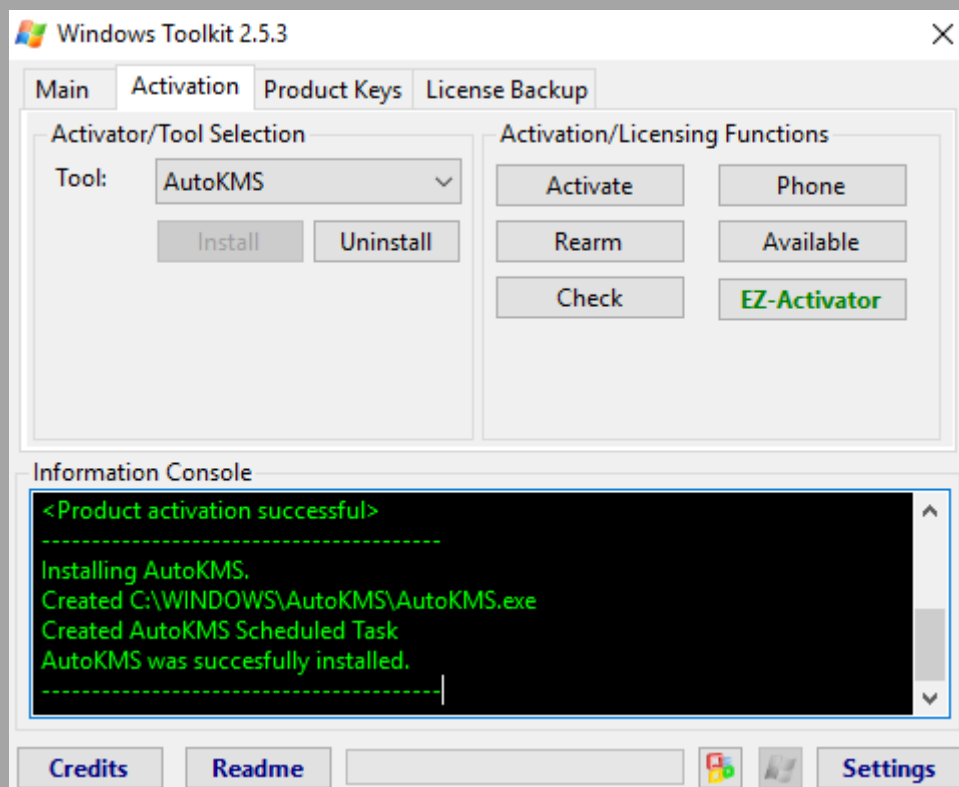 Windows Toolkit 2.5.3
Main Activation Product Keys License Backup
Activator/Tool Selection
Tool: AutoKMS
Install Uninstall
Activation/Licensing Functions
Activate Phone
Rearm Available
Check EZ-Activator
Information Console
<Product activation successful>
----------------------------------------
Installing AutoKMS.
Created C:\WINDOWS\AutoKMS\AutoKMS.exe
Created AutoKMS Scheduled Task
AutoKMS was succesfully installed.
----------------------------------------
Credits Readme Settings